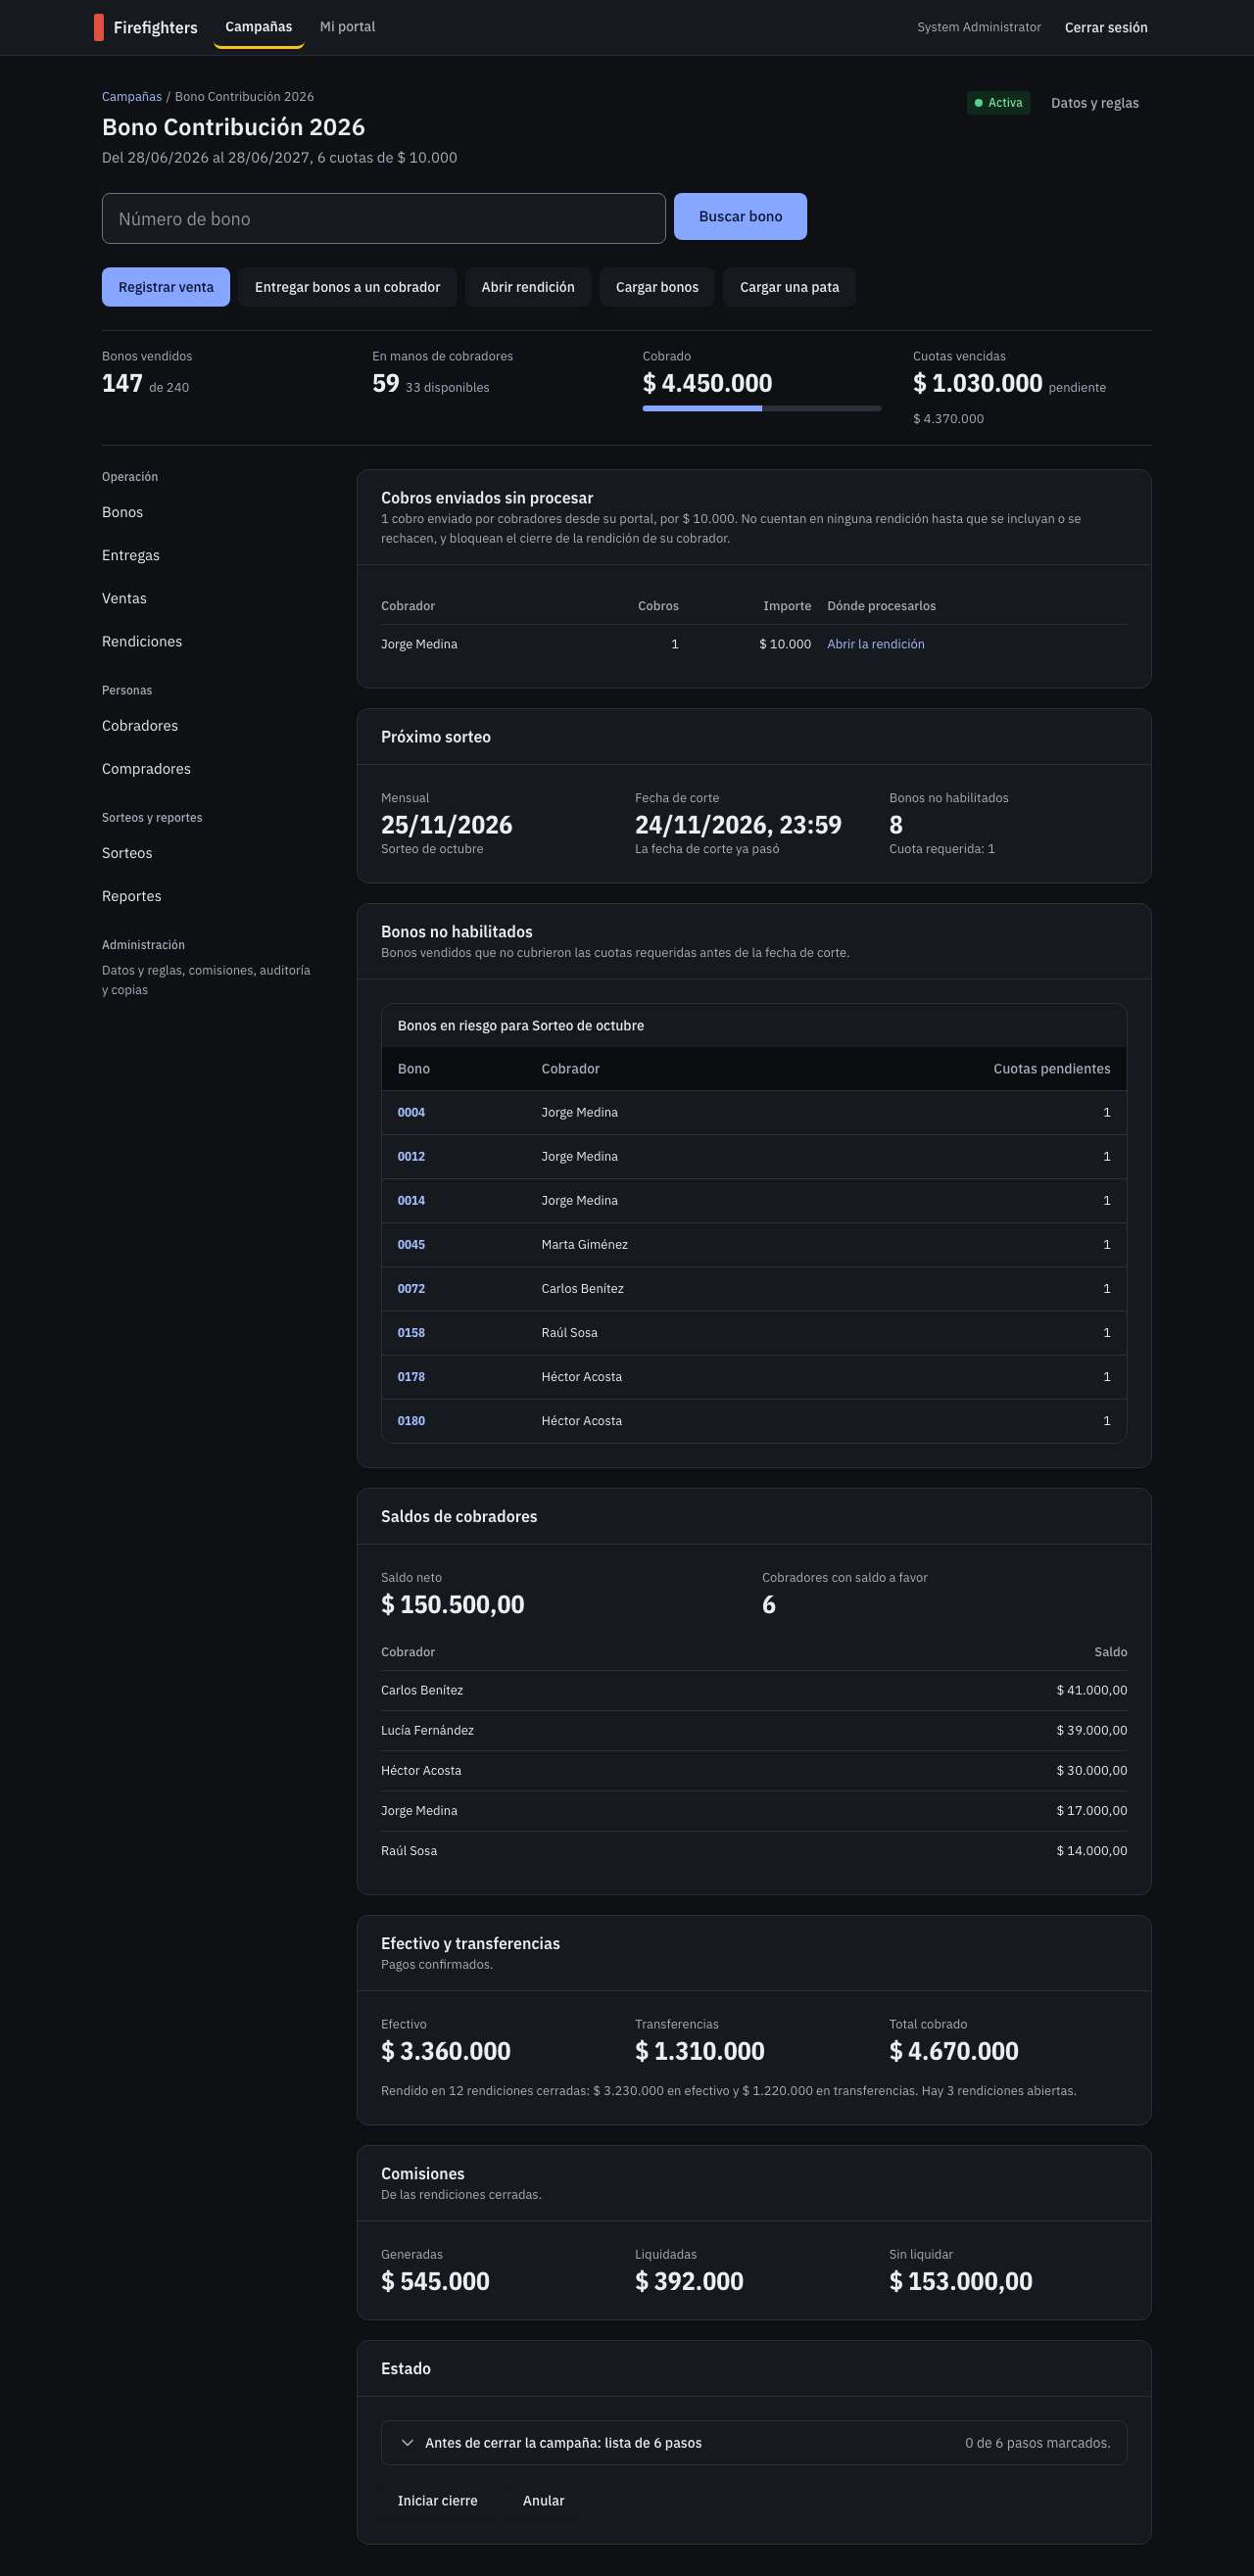 Firefighters
Campañas
Mi portal
System Administrator
Cerrar sesión
Campañas / Bono Contribución 2026
Bono Contribución 2026
Del 28/06/2026 al 28/06/2027, 6 cuotas de $ 10.000
Activa
Datos y reglas
Número de bono
Buscar bono
Registrar venta
Entregar bonos a un cobrador
Abrir rendición
Cargar bonos
Cargar una pata
Bonos vendidos
147 de 240
En manos de cobradores
59 33 disponibles
Cobrado
$ 4.450.000
Cuotas vencidas
$ 1.030.000 pendiente
$ 4.370.000
Operación
Bonos
Entregas
Ventas
Rendiciones
Personas
Cobradores
Compradores
Sorteos y reportes
Sorteos
Reportes
Administración
Datos y reglas, comisiones, auditoría
y copias
Cobros enviados sin procesar
1 cobro enviado por cobradores desde su portal, por $ 10.000. No cuentan en ninguna rendición hasta que se incluyan o se
rechacen, y bloquean el cierre de la rendición de su cobrador.
Cobrador Cobros Importe Dónde procesarlos
Jorge Medina 1 $ 10.000 Abrir la rendición
Próximo sorteo
Mensual
25/11/2026
Sorteo de octubre
Fecha de corte
24/11/2026, 23:59
La fecha de corte ya pasó
Bonos no habilitados
8
Cuota requerida: 1
Bonos no habilitados
Bonos vendidos que no cubrieron las cuotas requeridas antes de la fecha de corte.
Bonos en riesgo para Sorteo de octubre
Bono Cobrador Cuotas pendientes
0004 Jorge Medina 1
0012 Jorge Medina 1
0014 Jorge Medina 1
0045 Marta Giménez 1
0072 Carlos Benítez 1
0158 Raúl Sosa 1
0178 Héctor Acosta 1
0180 Héctor Acosta 1
Saldos de cobradores
Saldo neto
$ 150.500,00
Cobradores con saldo a favor
6
Cobrador Saldo
Carlos Benítez $ 41.000,00
Lucía Fernández $ 39.000,00
Héctor Acosta $ 30.000,00
Jorge Medina $ 17.000,00
Raúl Sosa $ 14.000,00
Efectivo y transferencias
Pagos confirmados.
Efectivo
$ 3.360.000
Transferencias
$ 1.310.000
Total cobrado
$ 4.670.000
Rendido en 12 rendiciones cerradas: $ 3.230.000 en efectivo y $ 1.220.000 en transferencias. Hay 3 rendiciones abiertas.
Comisiones
De las rendiciones cerradas.
Generadas
$ 545.000
Liquidadas
$ 392.000
Sin liquidar
$ 153.000,00
Estado
Antes de cerrar la campaña: lista de 6 pasos
0 de 6 pasos marcados.
Iniciar cierre
Anular